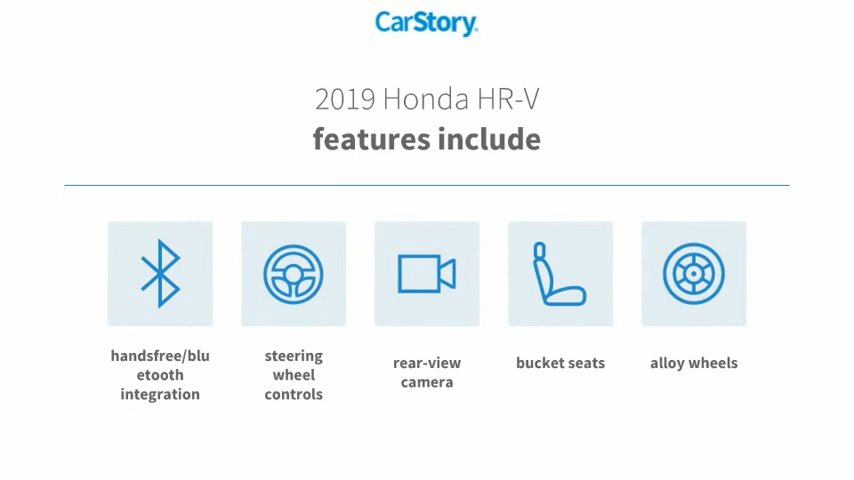 CarStory
2019 Honda HR-V
features include
handsfree/blu
etooth
integration
steering
wheel
controls
rear-view
camera
bucket seats
alloy wheels